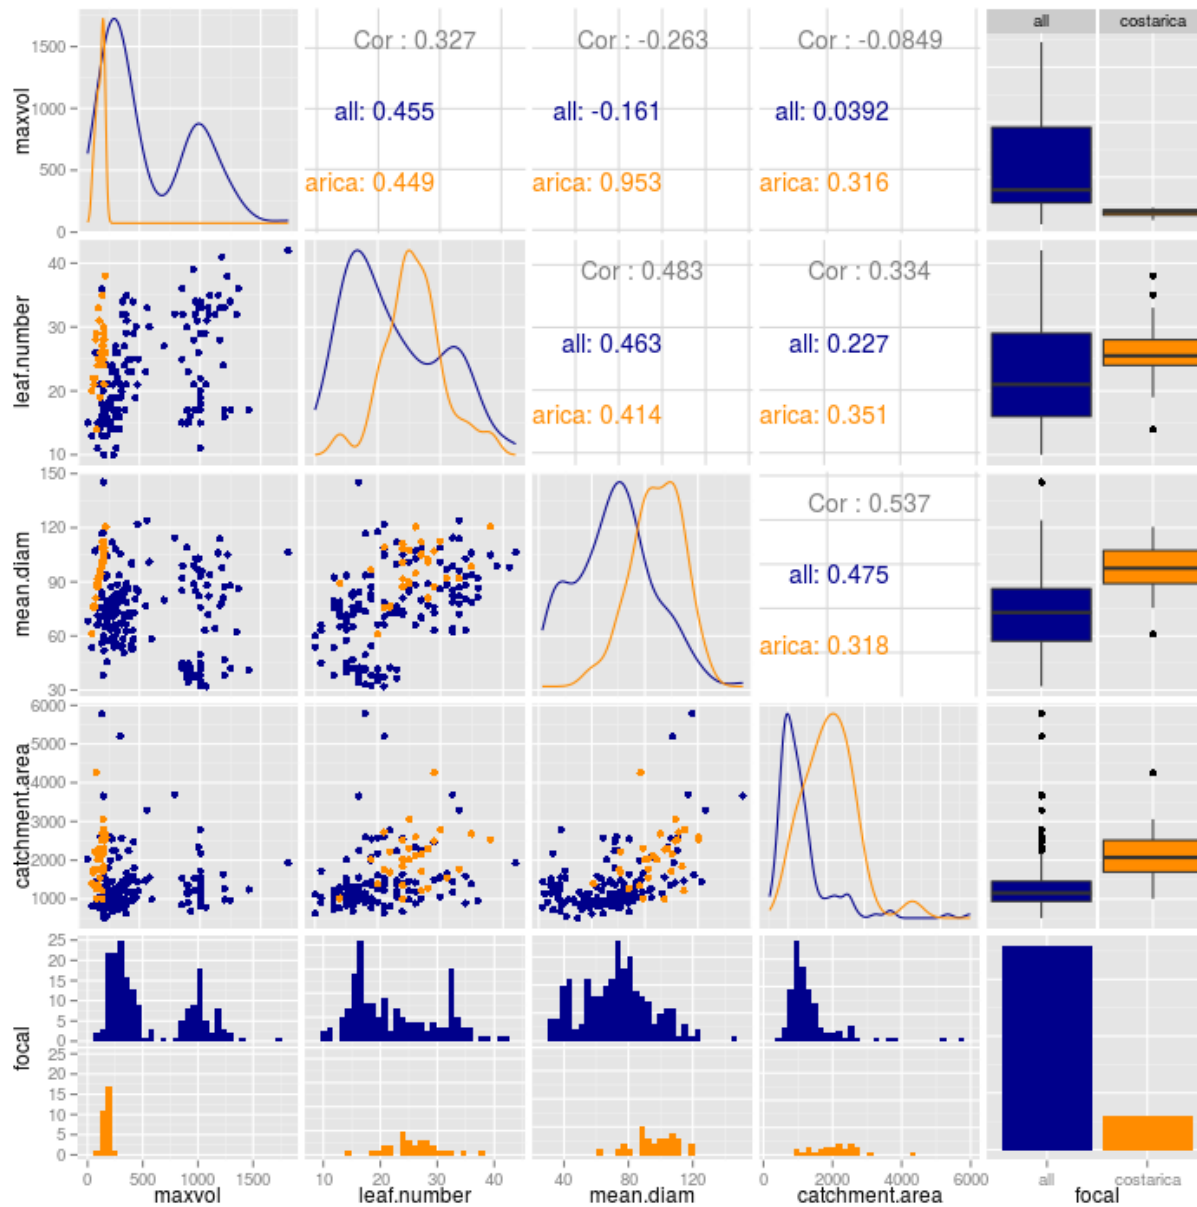 all costarica
1500
1000
500
0
maxvol
Cor : 0.327
all: 0.455
arica: 0.449
Cor : -0.263
all: -0.161
arica: 0.953
Cor : -0.0849
all: 0.0392
arica: 0.316
40
30
20
10
leaf.number
Cor : 0.483
all: 0.463
arica: 0.414
Cor : 0.334
all: 0.227
arica: 0.351
150
120
90
60
30
mean.diam
Cor : 0.537
all: 0.475
arica: 0.318
6000
5000
4000
3000
2000
1000
catchment.area
25
20
15
10
5
0
25
20
15
10
5
0
focal
0 500 1000 1500
10 20 30 40
40 80 120
0 2000 4000 6000
all costarica
maxvol leaf.number mean.diam catchment.area focal